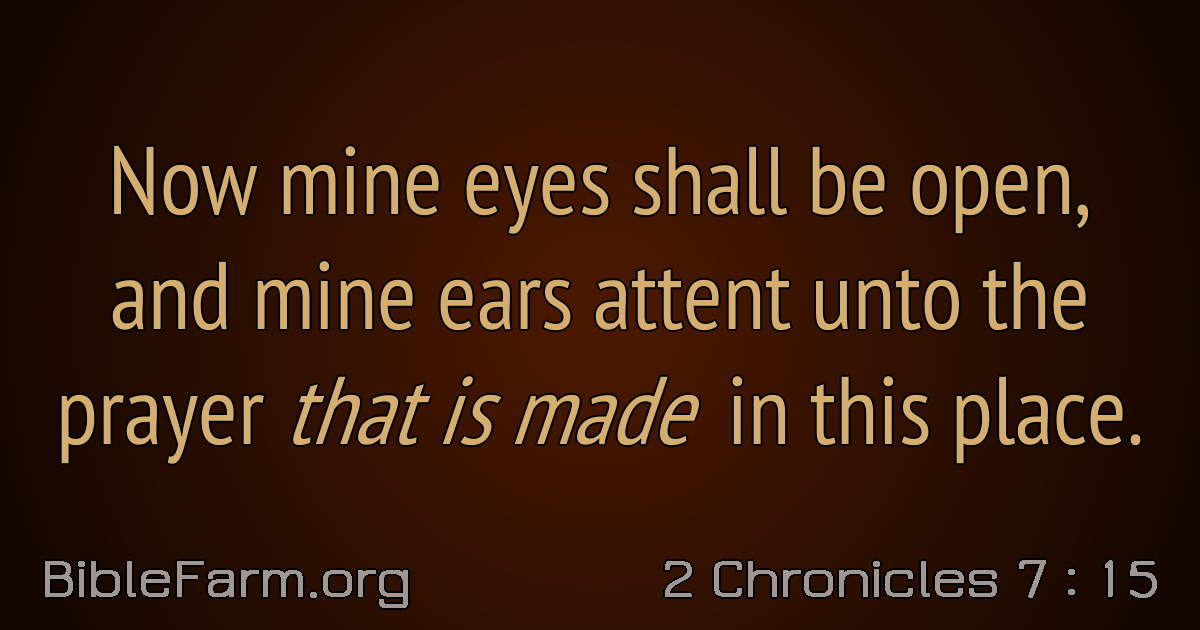 Now mine eyes shall be open,
and mine ears attent unto the
prayer that is made in this place.
BibleFarm.org
2 Chronicles 7 : 15